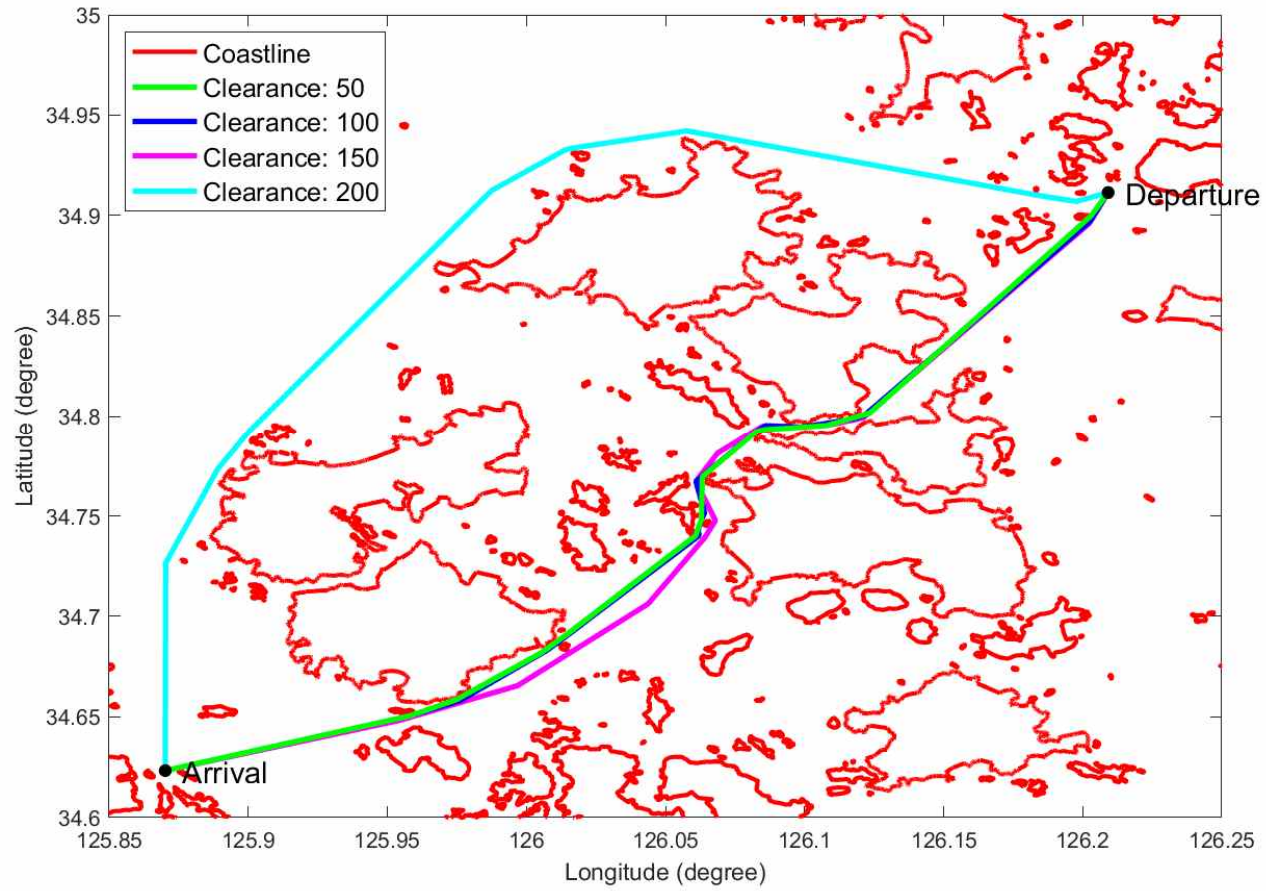 35
34.95
34.9
34.85
34.8
34.75
34.7
34.65
34.6
Latitude (degree)
Coastline
Clearance: 50
Clearance: 100
Clearance: 150
Clearance: 200
Departure
Arrival
125.85
125.9
125.95
126
126.05
126.1
126.15
126.2
126.25
Longitude (degree)